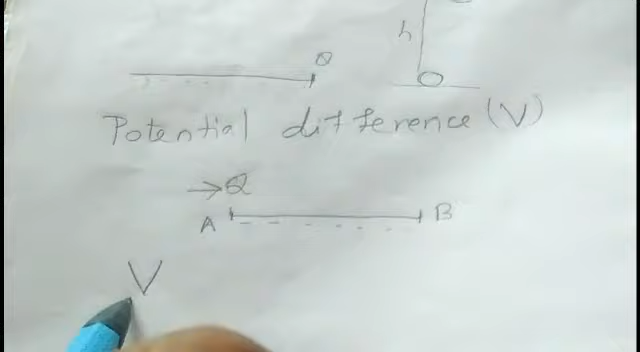 h
Q
Potential difference (V)
→ Q
A B
V